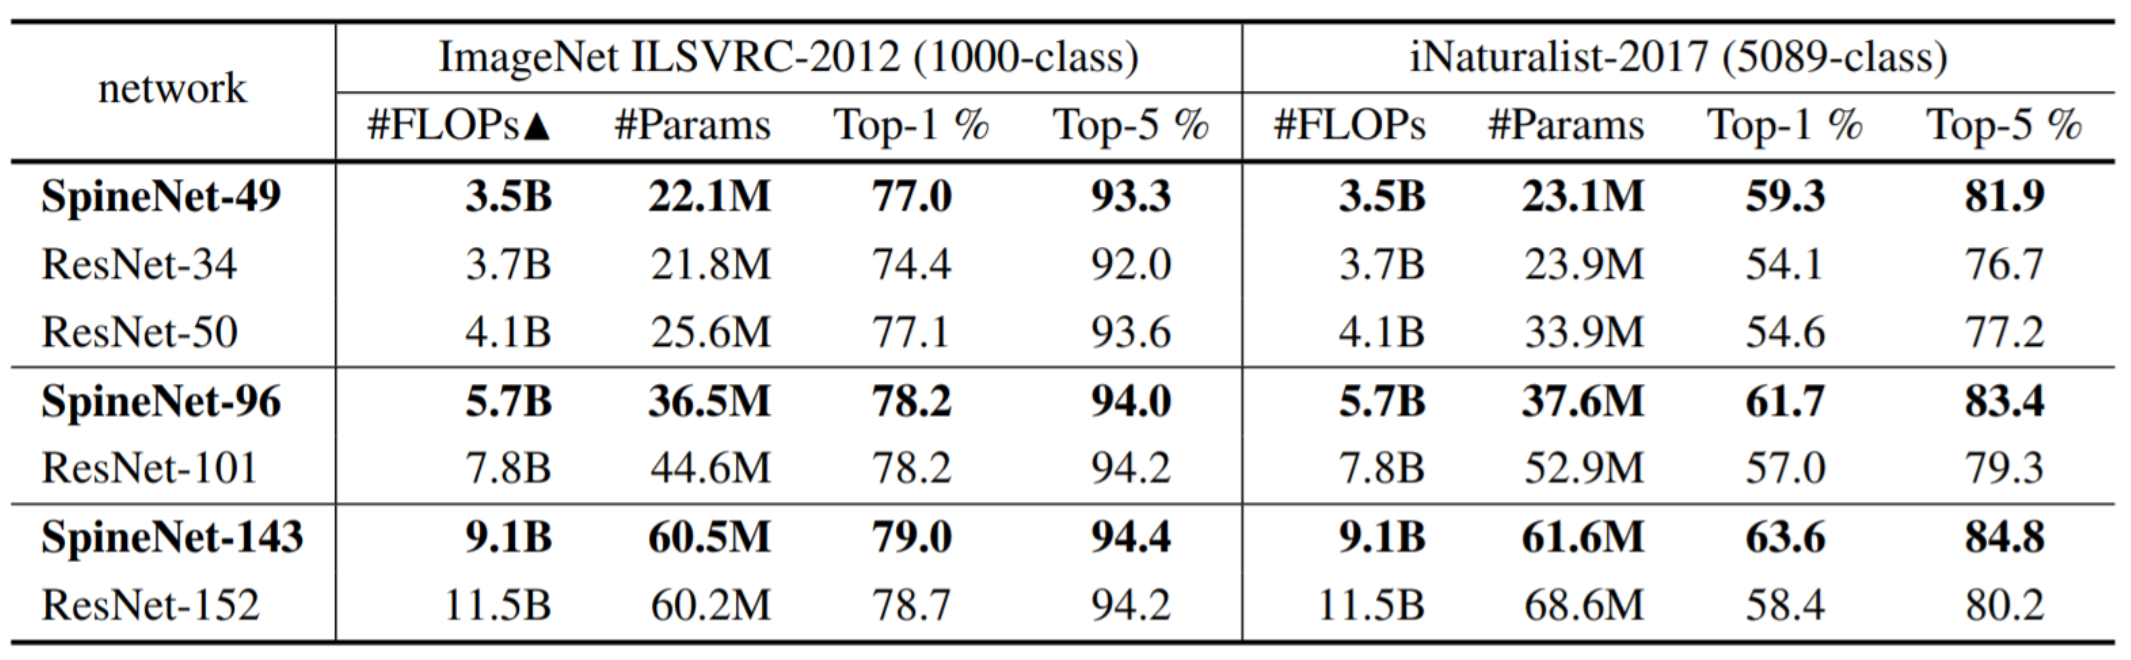 network ImageNet ILSVRC-2012 (1000-class) iNaturalist-2017 (5089-class)
#FLOPs▲ #Params Top-1 % Top-5 % #FLOPs #Params Top-1 % Top-5 %
SpineNet-49 3.5B 22.1M 77.0 93.3 3.5B 23.1M 59.3 81.9
ResNet-34 3.7B 21.8M 74.4 92.0 3.7B 23.9M 54.1 76.7
ResNet-50 4.1B 25.6M 77.1 93.6 4.1B 33.9M 54.6 77.2
SpineNet-96 5.7B 36.5M 78.2 94.0 5.7B 37.6M 61.7 83.4
ResNet-101 7.8B 44.6M 78.2 94.2 7.8B 52.9M 57.0 79.3
SpineNet-143 9.1B 60.5M 79.0 94.4 9.1B 61.6M 63.6 84.8
ResNet-152 11.5B 60.2M 78.7 94.2 11.5B 68.6M 58.4 80.2